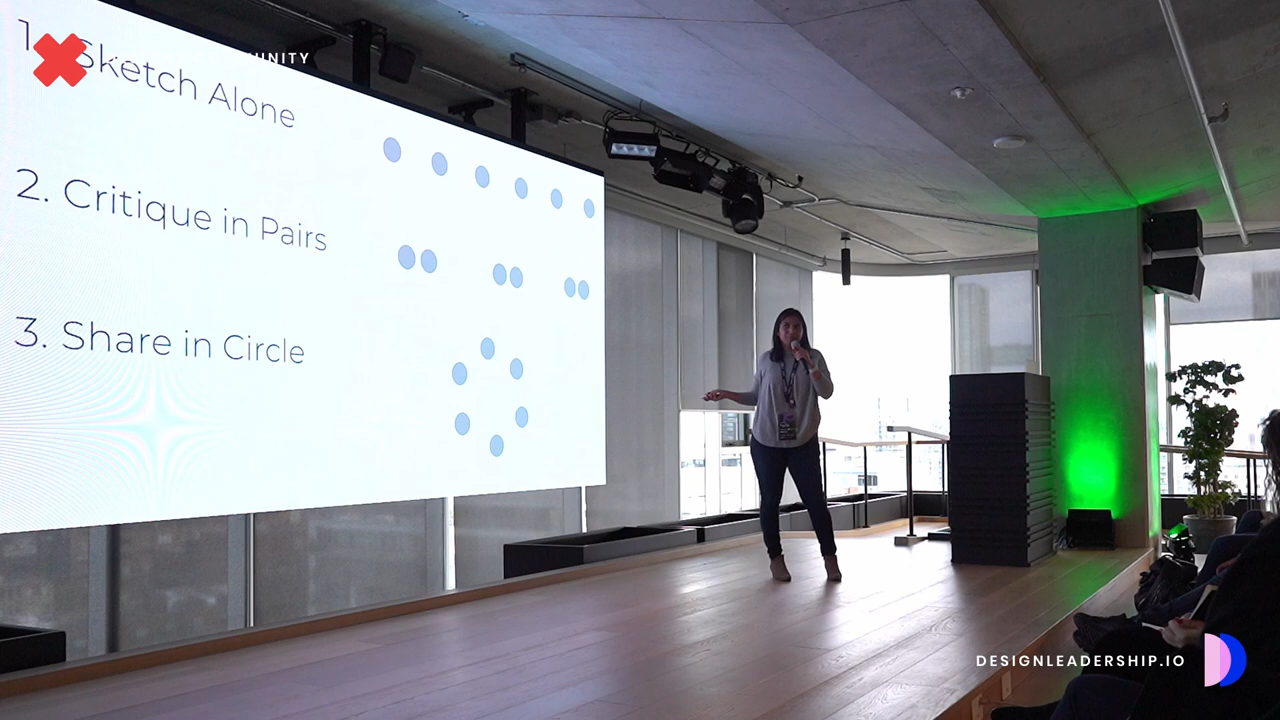 1. Sketch Alone
2. Critique in Pairs
3. Share in Circle
DESIGNLEADERSHIP.IO